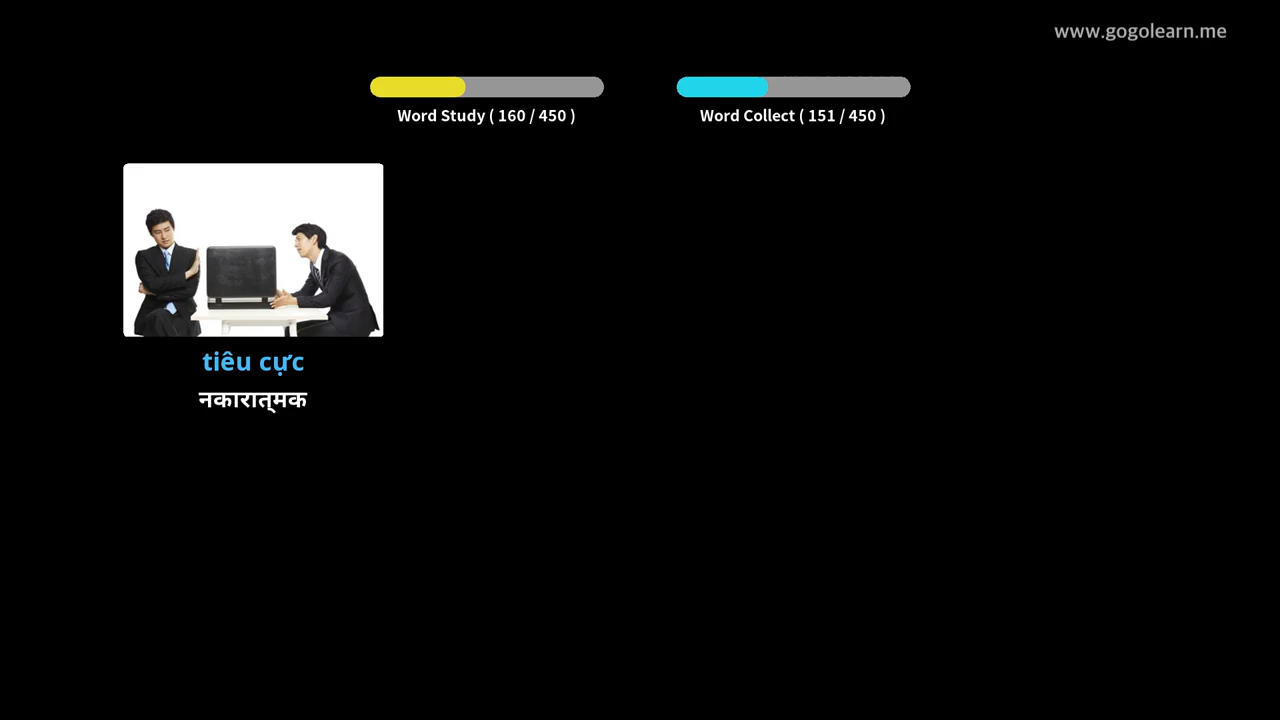 www.gogolearn.me
Word Study ( 160 / 450 )
Word Collect ( 151 / 450 )
tiêu cực
नकारात्मक